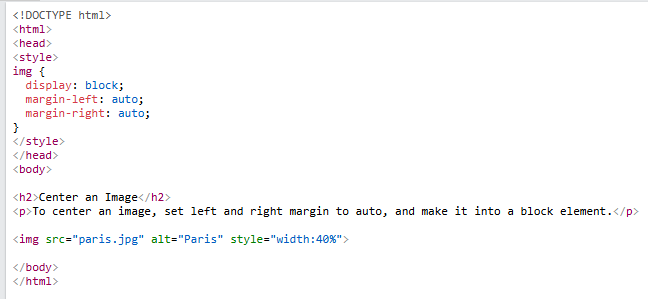 <!DOCTYPE html>
<html>
<head>
<style>
img {
  display: block;
  margin-left: auto;
  margin-right: auto;
}
</style>
</head>
<body>

<h2>Center an Image</h2>
<p>To center an image, set left and right margin to auto, and make it into a block element.</p>

<img src="paris.jpg" alt="Paris" style="width:40%">

</body>
</html>